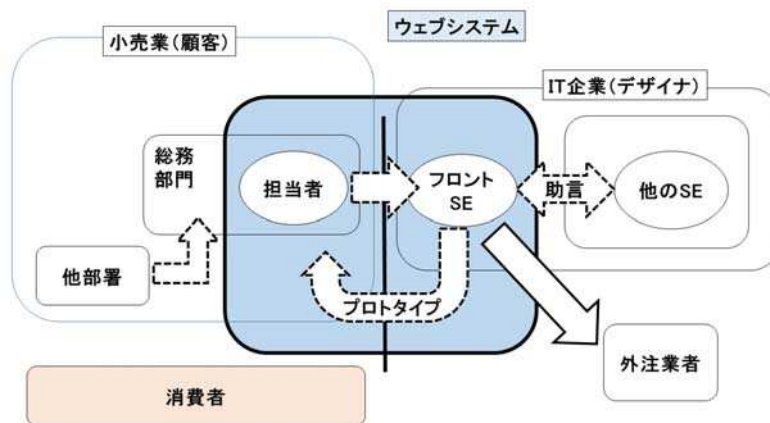 ウェブシステム
小売業(顧客)
IT企業(デザイナ)
総務
部門
担当者
フロント
SE
助言
他のSE
他部署
プロトタイプ
外注業者
消費者